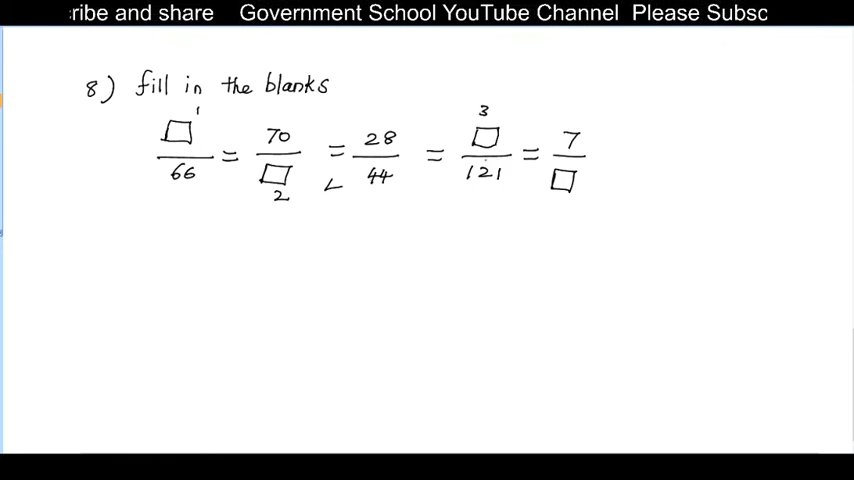 ribe and share Government School YouTube Channel Please Subsc
8) fill in the blanks
□ 1 / 66 = 70 / □ 2 = 28 / 44 = 3 □ / 121 = 7 / □